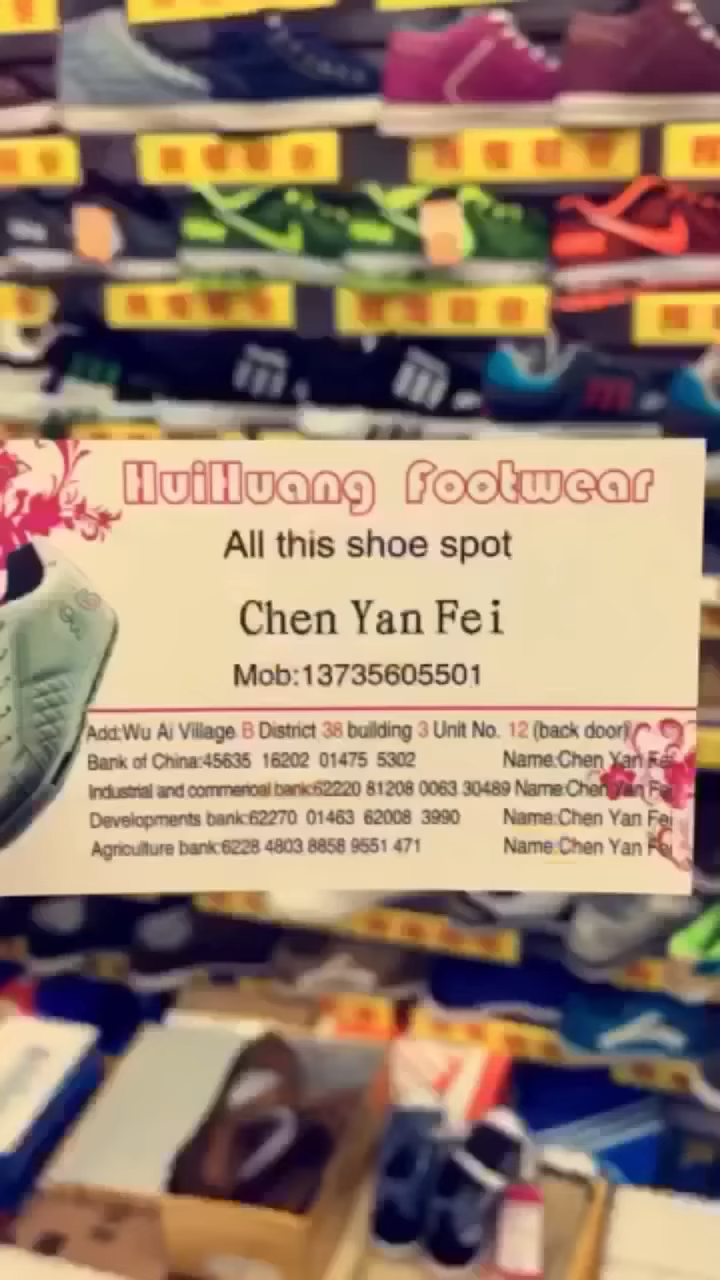 HuiHuang Footwear
All this shoe spot
Chen Yan Fei
Mob:13735605501
Add:Wu Ai Village B District 38 building 3 Unit No. 12 (back door)
Bank of China:45635 16202 01475 5302 Name:Chen Yan Fei
Industrial and commerioal bank:62220 81208 0063 30489 Name:Chen Yan Fei
Developments bank:62270 01463 62008 3990 Name:Chen Yan Fei
Agriculture bank:6228 4803 8858 9551 471 Name:Chen Yan Fei